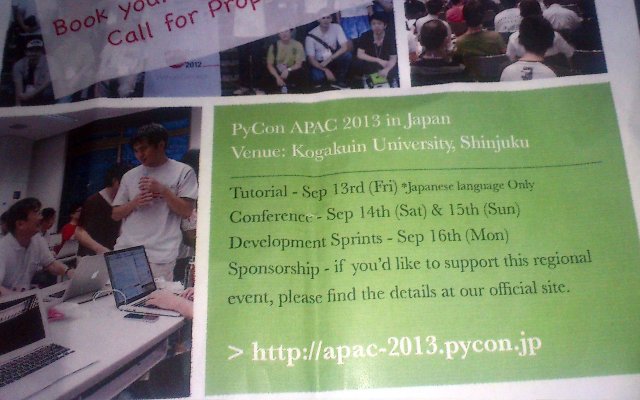 Book you
Call for Prop
2012
PyCon APAC 2013 in Japan
Venue: Kogakuin University, Shinjuku
Tutorial - Sep 13rd (Fri) *Japanese language Only
Conference - Sep 14th (Sat) & 15th (Sun)
Development Sprints - Sep 16th (Mon)
Sponsorship - if you'd like to support this regional
event, please find the details at our official site.
> http://apac-2013.pycon.jp